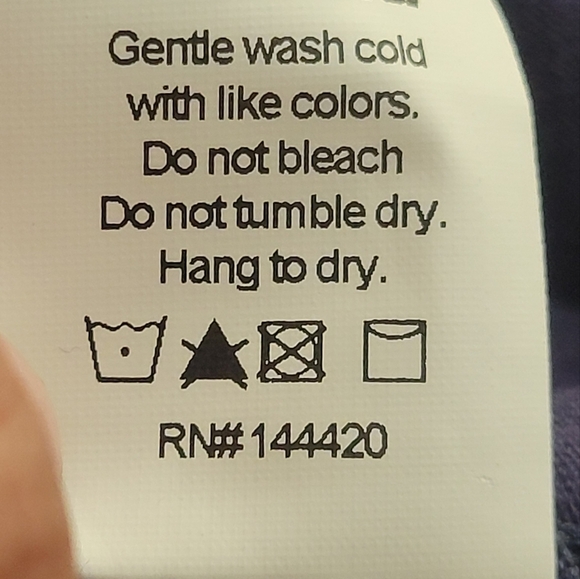 Gentle wash cold
with like colors.
Do not bleach
Do not tumble dry.
Hang to dry.
RN# 144420